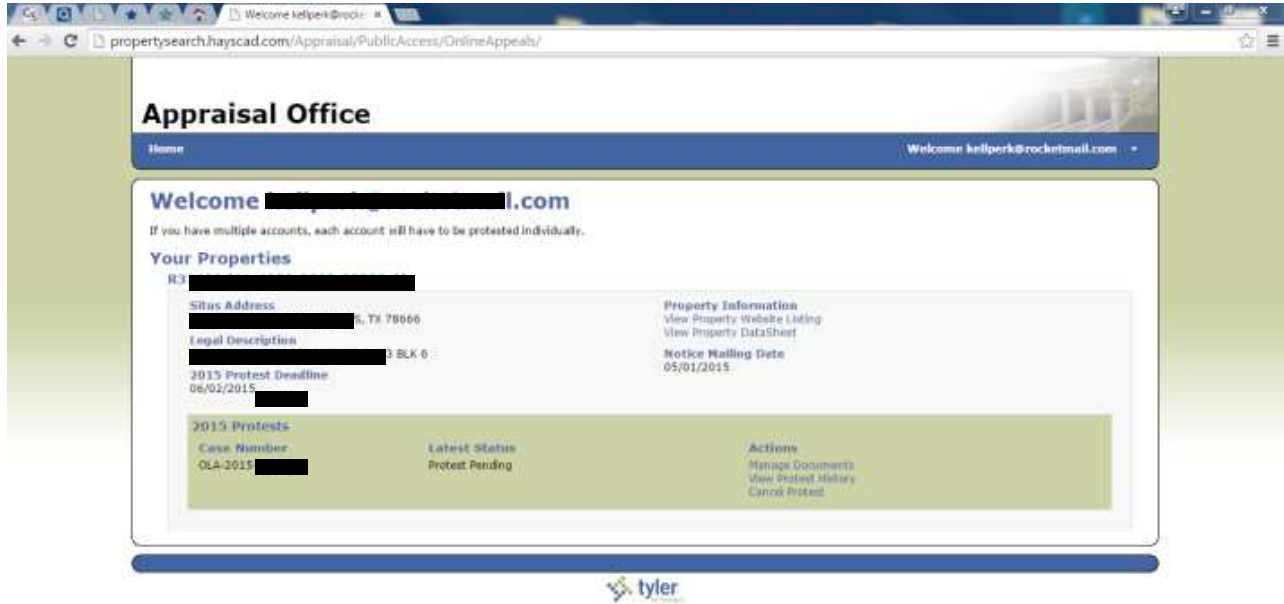 Welcome kellperk@rocke
propertysearch.hayscad.com/Appraisal/PublicAccess/OnlineAppeals/
Appraisal Office
Home
Welcome kellperk@rocketmail.com
Welcome l.com
If you have multiple accounts, each account will have to be protested individually.
Your Properties
R3
Situs Address
S, TX 78666
Legal Description
3 BLK 6
2015 Protest Deadline
06/02/2015
Property Information
View Property Website Listing
View Property DataSheet
Notice Mailing Date
05/01/2015
2015 Protests
Case Number Latest Status Actions
OLA-2015 Protest Pending Manage Documents
View Protest History
Cancel Protest
tyler